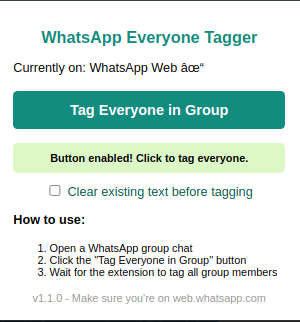 WhatsApp Everyone Tagger
Currently on: WhatsApp Web âœ“
Tag Everyone in Group
Button enabled! Click to tag everyone.
Clear existing text before tagging
How to use:
1. Open a WhatsApp group chat
2. Click the "Tag Everyone in Group" button
3. Wait for the extension to tag all group members
v1.1.0 - Make sure you're on web.whatsapp.com